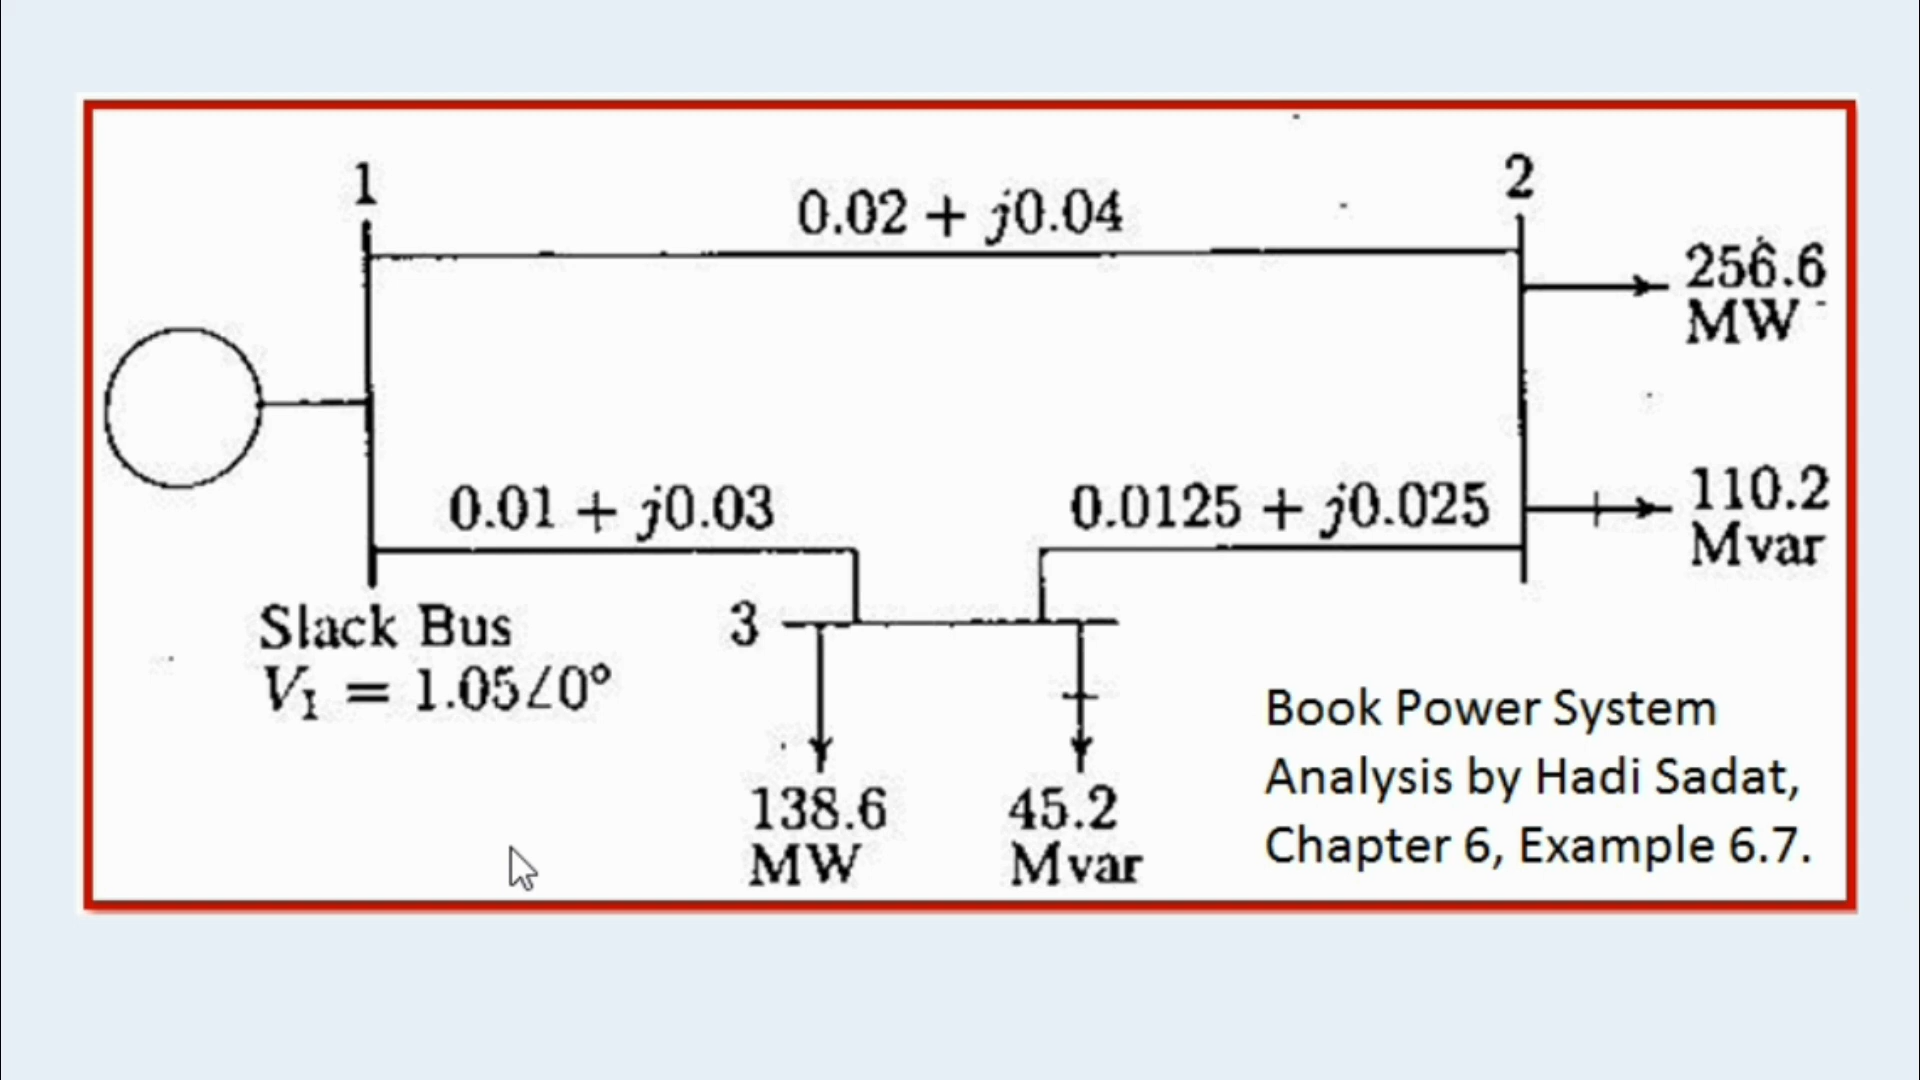 1
2
0.02 + j0.04
256.6
MW
110.2
Mvar
0.01 + j0.03
0.0125 + j0.025
3
Slack Bus
V₁ = 1.05∠0°
138.6
MW
45.2
Mvar
Book Power System
Analysis by Hadi Sadat,
Chapter 6, Example 6.7.